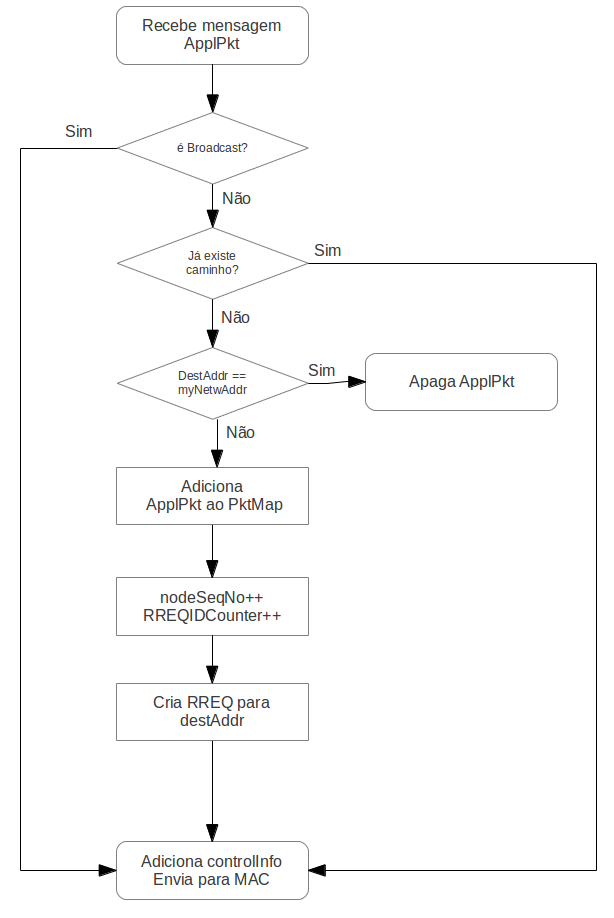 Recebe mensagem
ApplPkt
Sim
é Broadcast?
Não
Já existe
caminho?
Sim
Não
DestAddr ==
myNetwAddr
Sim
Apaga ApplPkt
Não
Adiciona
ApplPkt ao PktMap
nodeSeqNo++
RREQIDCounter++
Cria RREQ para
destAddr
Adiciona controlInfo
Envia para MAC